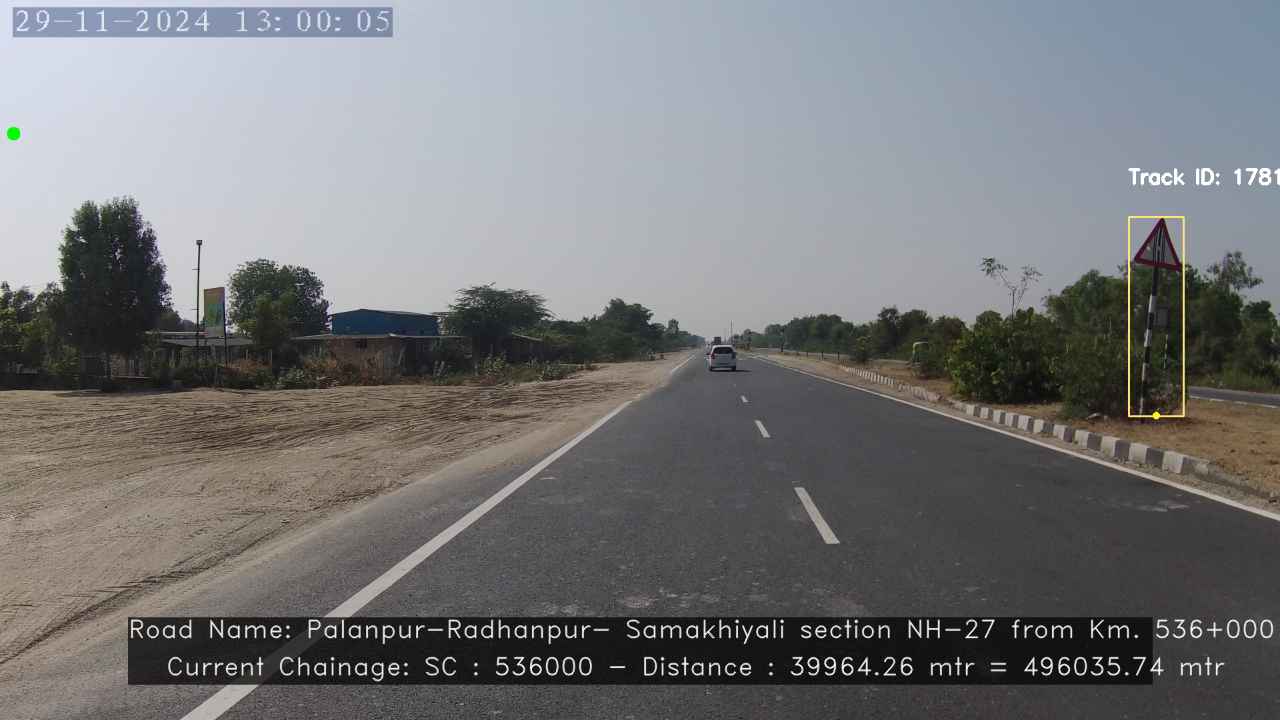 29-11-2024 13:00:05
Track ID: 1781
Road Name: Palanpur-Radhanpur- Samakhiyali section NH-27 from Km. 536+000
Current Chainage: SC : 536000 - Distance : 39964.26 mtr = 496035.74 mtr